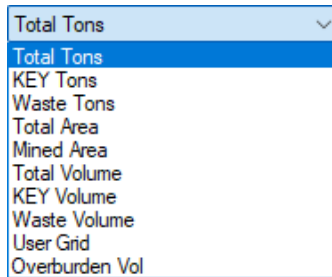 Total Tons
Total Tons
KEY Tons
Waste Tons
Total Area
Mined Area
Total Volume
KEY Volume
Waste Volume
User Grid
Overburden Vol